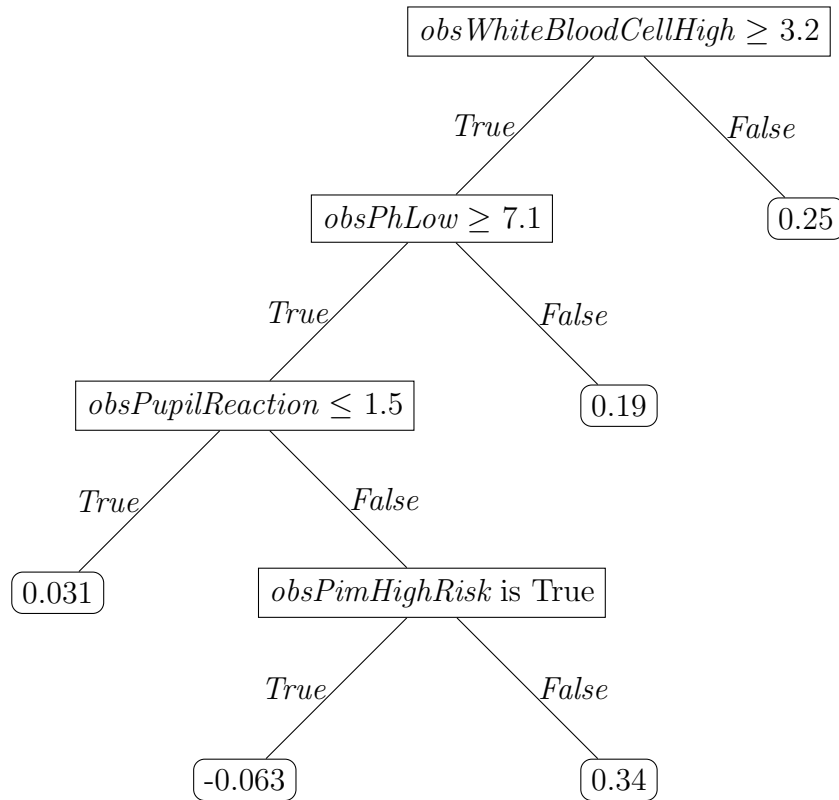 obsWhiteBloodCellHigh ≥ 3.2
True
False
obsPhLow ≥ 7.1
0.25
True
False
obsPupilReaction ≤ 1.5
0.19
True
False
0.031
obsPimHighRisk is True
True
False
-0.063
0.34